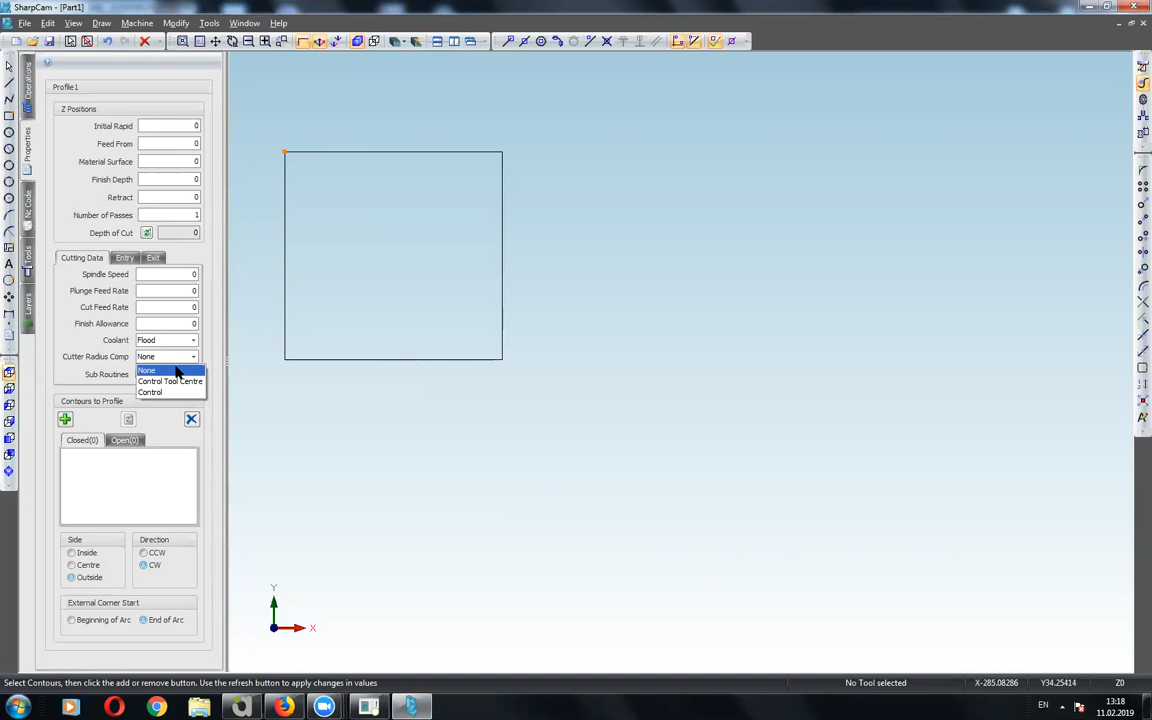 SharpCam - [Part1]
File Edit View Draw Machine Modify Tools Window Help
Operations
Properties
Nc Code
Tools
Layers
Profile1
Z Positions
Initial Rapid 0
Feed From 0
Material Surface 0
Finish Depth 0
Retract 0
Number of Passes 1
Depth of Cut 0
Cutting Data Entry Exit
Spindle Speed 0
Plunge Feed Rate 0
Cut Feed Rate 0
Finish Allowance 0
Coolant Flood
Cutter Radius Comp None
None
Sub Routines
Control Tool Centre
Control
Contours to Profile
Closed(0) Open(0)
Side Direction
Inside CCW
Centre CW
Outside
External Corner Start
Beginning of Arc End of Arc
Y
X
Select Contours, then click the add or remove button. Use the refresh button to apply changes in values
No Tool selected
X-285.08286 Y34.25414 Z0
EN
13:18
11.02.2019